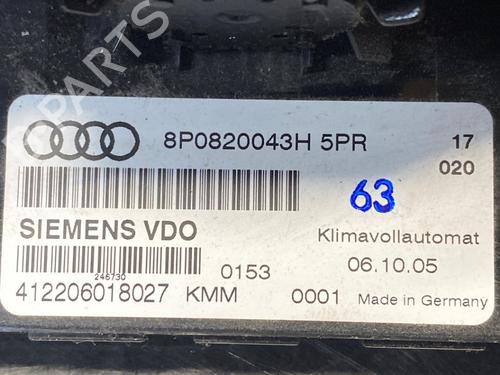 B-PARTS
8P0820043H 5PR 17
020
63
SIEMENS VDO
Klimavollautomat
246730
0153
06.10.05
412206018027 KMM 0001 Made in Germany